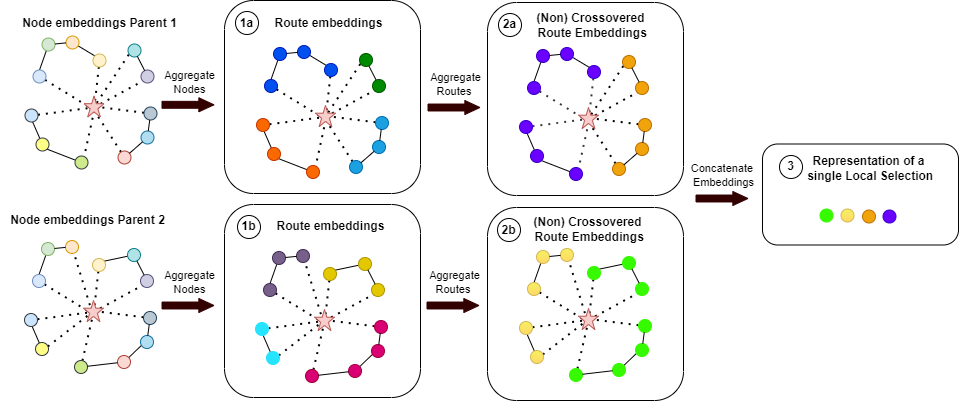 Node embeddings Parent 1
Aggregate
Nodes
1a
Route embeddings
Aggregate
Routes
2a
(Non) Crossovered
Route Embeddings
Node embeddings Parent 2
Aggregate
Nodes
1b
Route embeddings
Aggregate
Routes
2b
(Non) Crossovered
Route Embeddings
Concatenate
Embeddings
3
Representation of a
single Local Selection